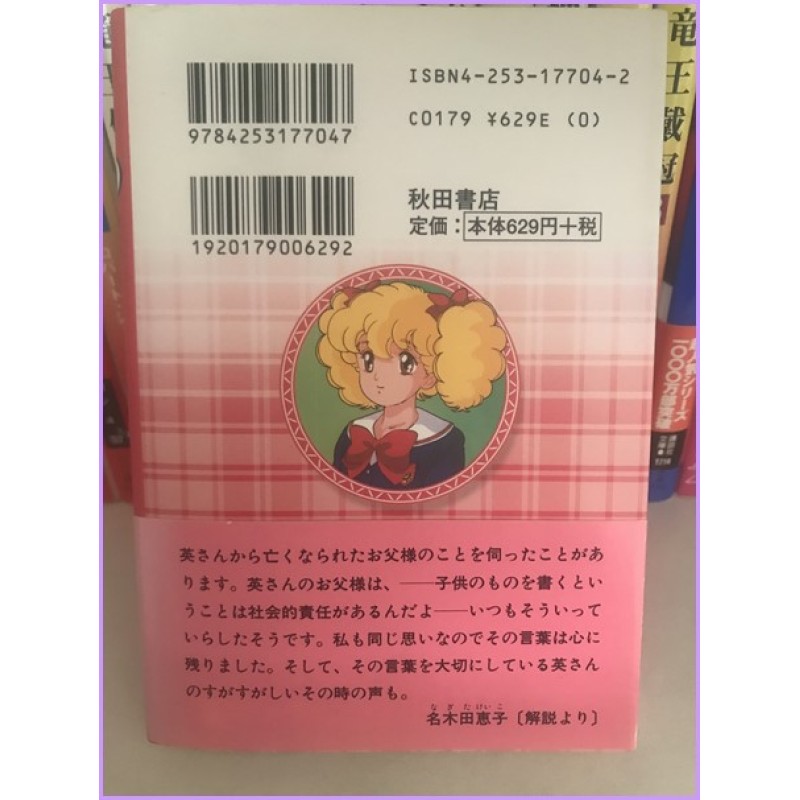 ISBN4-253-17704-2
C0179 ¥629E (0)
9784253177047
秋田書店
定価：本体629円+税
1920179006292
英さんから亡くなられたお父様のことを伺ったことがあ
ります。英さんのお父様は、――子供のものを書くとい
うことは社会的責任があるんだよ――いつもそういって
いらしたそうです。私も同じ思いなのでその言葉は心に
残りました。そして、その言葉を大切にしている英さん
のすがすがしいその時の声も。
なぎたけいこ
名木田恵子〔解説より〕
竜王戴冠